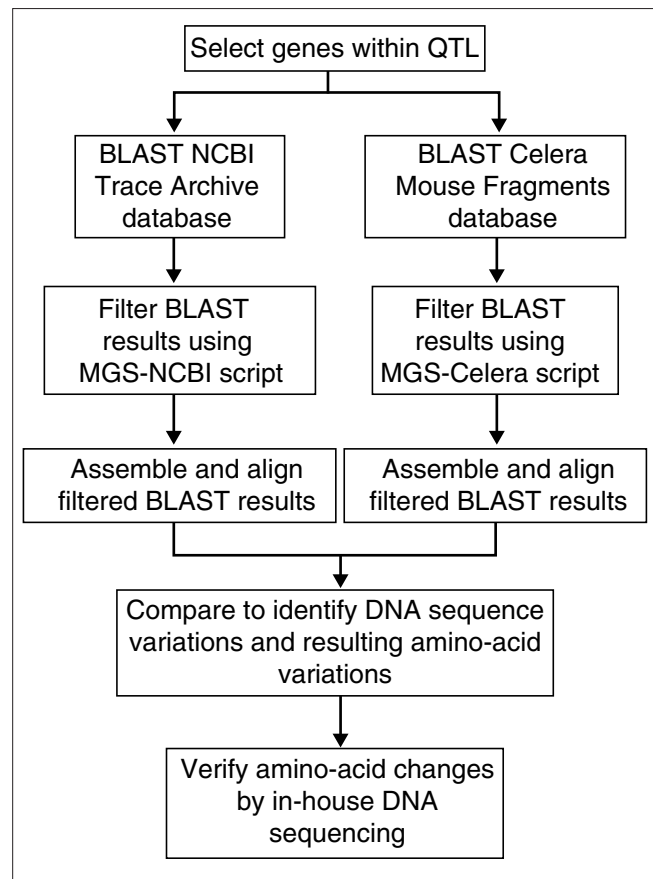 Select genes within QTL
BLAST NCBI
Trace Archive
database
BLAST Celera
Mouse Fragments
database
Filter BLAST
results using
MGS-NCBI script
Filter BLAST
results using
MGS-Celera script
Assemble and align
filtered BLAST results
Assemble and align
filtered BLAST results
Compare to identify DNA sequence
variations and resulting amino-acid
variations
Verify amino-acid changes
by in-house DNA
sequencing